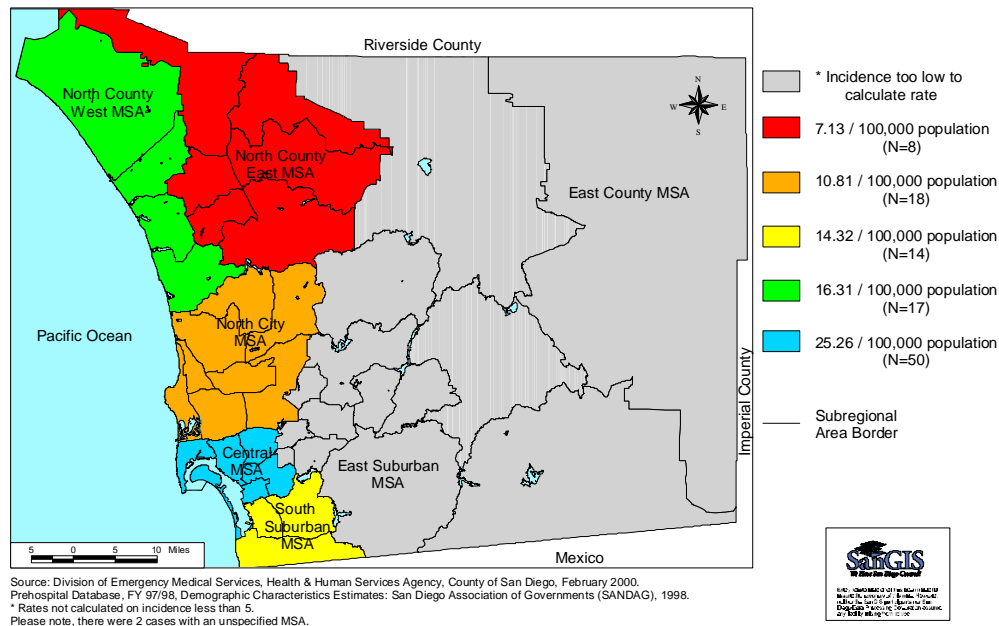 Riverside County
North County
West MSA
North County
East MSA
East County MSA
North City
MSA
Pacific Ocean
Central
MSA
East Suburban
MSA
South
Suburban
MSA
Imperial County
Mexico
N
W E
S
* Incidence too low to
calculate rate
7.13 / 100,000 population
(N=8)
10.81 / 100,000 population
(N=18)
14.32 / 100,000 population
(N=14)
16.31 / 100,000 population
(N=17)
25.26 / 100,000 population
(N=50)
Subregional
Area Border
5 0 5 10 Miles
SanGIS
We Have San Diego Covered!
Source: Division of Emergency Medical Services, Health & Human Services Agency, County of San Diego, February 2000.
Prehospital Database, FY 97/98, Demographic Characteristics Estimates: San Diego Association of Governments (SANDAG), 1998.
* Rates not calculated on incidence less than 5.
Please note, there were 2 cases with an unspecified MSA.